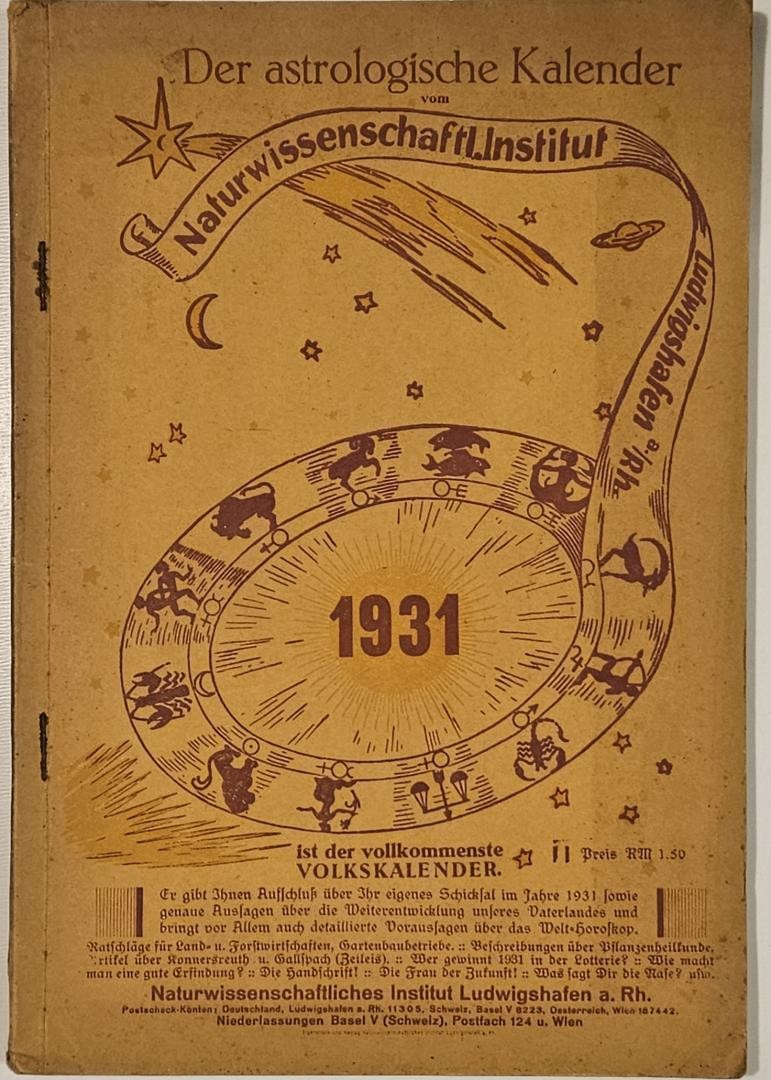 Der astrologische Kalender
vom
Naturwissenschaftl. Institut
Ludwigshafen a/Rh.
1931
ist der vollkommenste
VOLKSKALENDER.
Preis RM 1.50
Er gibt Ihnen Aufschluß über Ihr eigenes Schicksal im Jahre 1931 sowie
genaue Aussagen über die Weiterentwicklung unseres Vaterlandes und
bringt vor Allem auch detaillierte Voraussagen über das Welt-Horoskop.
Ratschläge für Land- u. Forstwirtschaften, Gartenbaubetriebe. :: Beschreibungen über Pflanzenheilkunde.
Artikel über Konnersreuth u. Gallspach (Zeileis). :: Wer gewinnt 1931 in der Lotterie? :: Wie macht
man eine gute Erfindung? :: Die Handschrift! :: Die Frau der Zukunft! :: Was sagt Dir die Nase? usw.
Naturwissenschaftliches Institut Ludwigshafen a. Rh.
Postscheck-Konten: Deutschland, Ludwigshafen a. Rh. 11305, Schweiz, Basel V 8223, Oesterreich, Wien 187442.
Niederlassungen Basel V (Schweiz), Postfach 124 u. Wien